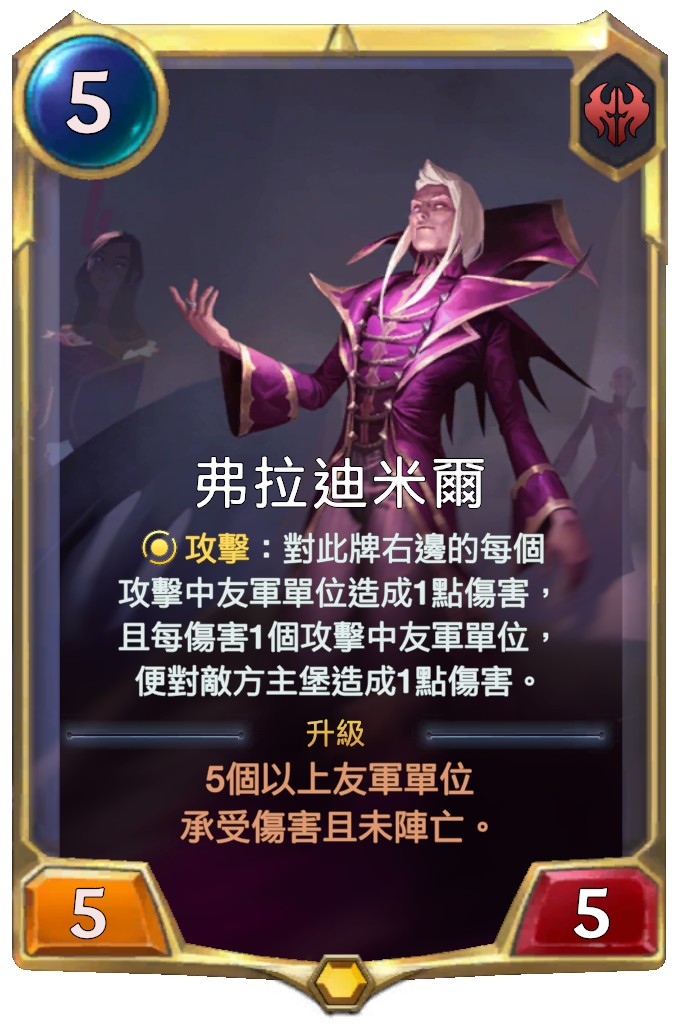 5
弗拉迪米爾
攻擊：對此牌右邊的每個
攻擊中友軍單位造成1點傷害，
且每傷害1個攻擊中友軍單位，
便對敵方主堡造成1點傷害。
升級
5個以上友軍單位
承受傷害且未陣亡。
5
5